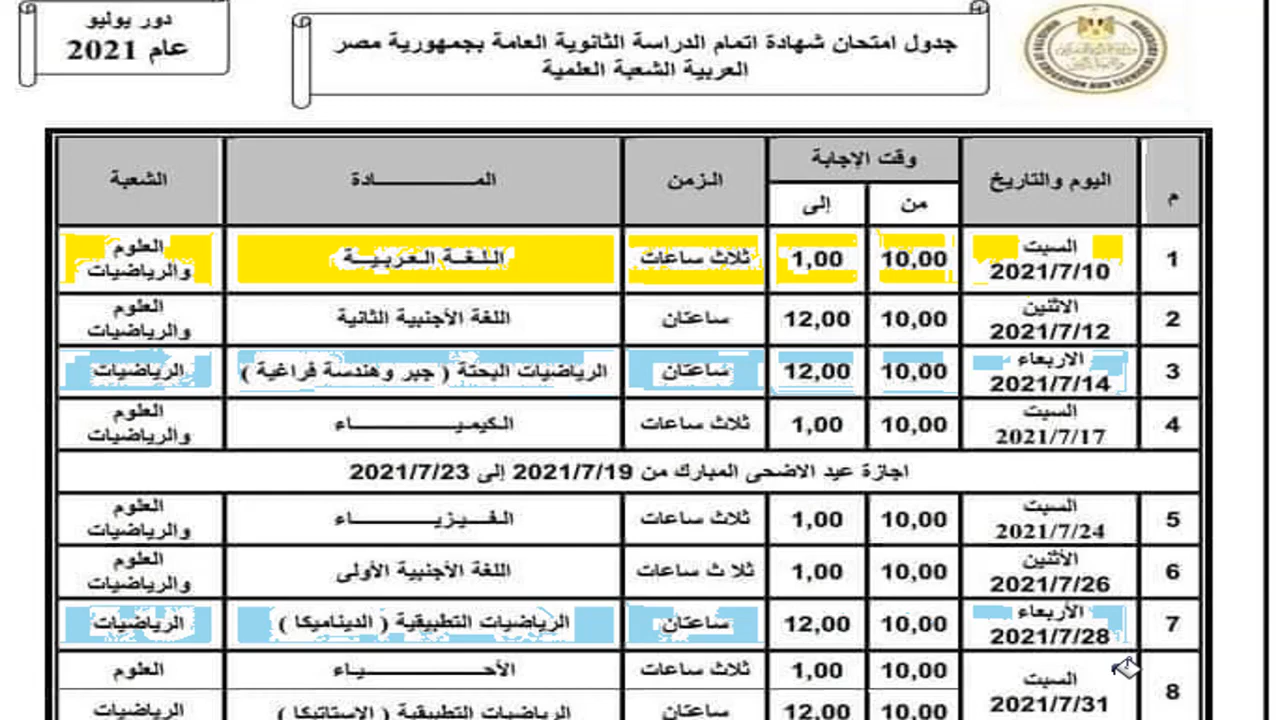 دور يوليو
عام 2021
جدول امتحان شهادة اتمام الدراسة الثانوية العامة بجمهورية مصر
العربية الشعبة العلمية
م اليوم والتاريخ وقت الإجابة الزمن المادة الشعبة
من إلى
1 السبت 2021/7/10 10,00 1,00 ثلاث ساعات اللغة العربية العلوم والرياضيات
2 الاثنين 2021/7/12 10,00 12,00 ساعتان اللغة الأجنبية الثانية العلوم والرياضيات
3 الاربعاء 2021/7/14 10,00 12,00 ساعتان الرياضيات البحتة ( جبر وهندسة فراغية ) الرياضيات
4 السبت 2021/7/17 10,00 1,00 ثلاث ساعات الكيمياء العلوم والرياضيات
اجازة عيد الاضحى المبارك من 2021/7/19 إلى 2021/7/23
5 السبت 2021/7/24 10,00 1,00 ثلاث ساعات الفيزياء العلوم والرياضيات
6 الأثنين 2021/7/26 10,00 1,00 ثلا ث ساعات اللغة الأجنبية الأولى العلوم والرياضيات
7 الأربعاء 2021/7/28 10,00 12,00 ساعتان الرياضيات التطبيقية ( الديناميكا ) الرياضيات
8 السبت 2021/7/31 10,00 1,00 ثلاث ساعات الأحياء العلوم
10,00 12,00 ساعتان الرياضيات التطبيقية ( الإستاتيكا ) الرياضيات